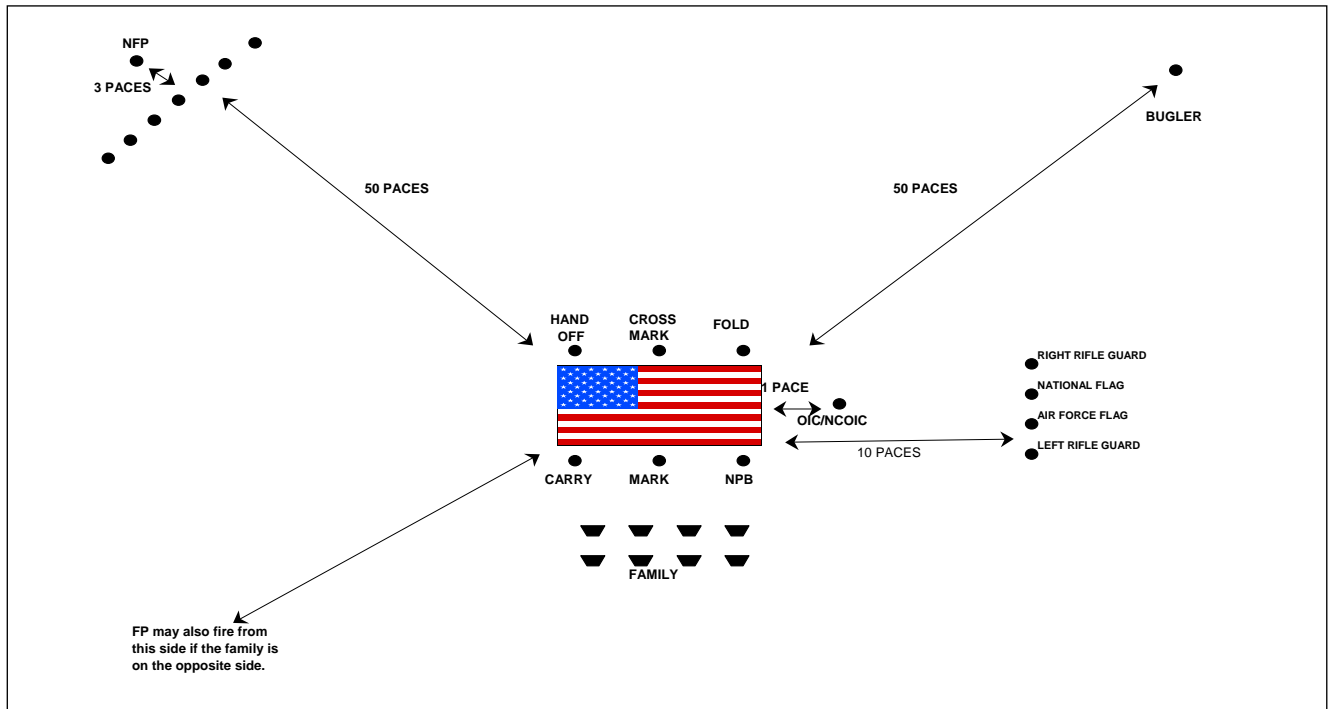 NFP
3 PACES
BUGLER
50 PACES
50 PACES
HAND
OFF
CROSS
MARK
FOLD
1 PACE
OIC/NCOIC
RIGHT RIFLE GUARD
NATIONAL FLAG
AIR FORCE FLAG
LEFT RIFLE GUARD
10 PACES
CARRY
MARK
NPB
FAMILY
FP may also fire from
this side if the family is
on the opposite side.